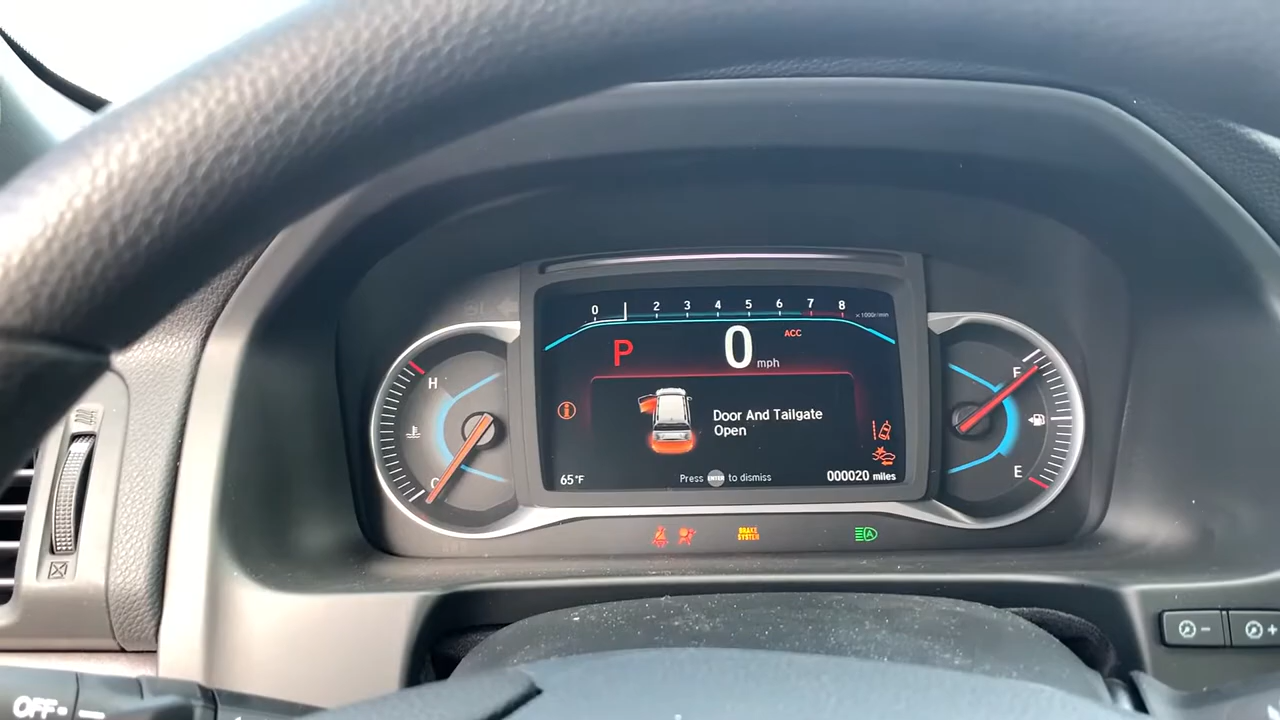 0 2 3 4 5 6 7 8
x1000r/min
P 0 mph
ACC
H
F
Door And Tailgate
Open
C
E
65°F
Press ENTER to dismiss
000020 miles
BRAKE
SYSTEM
A
OFF
- +